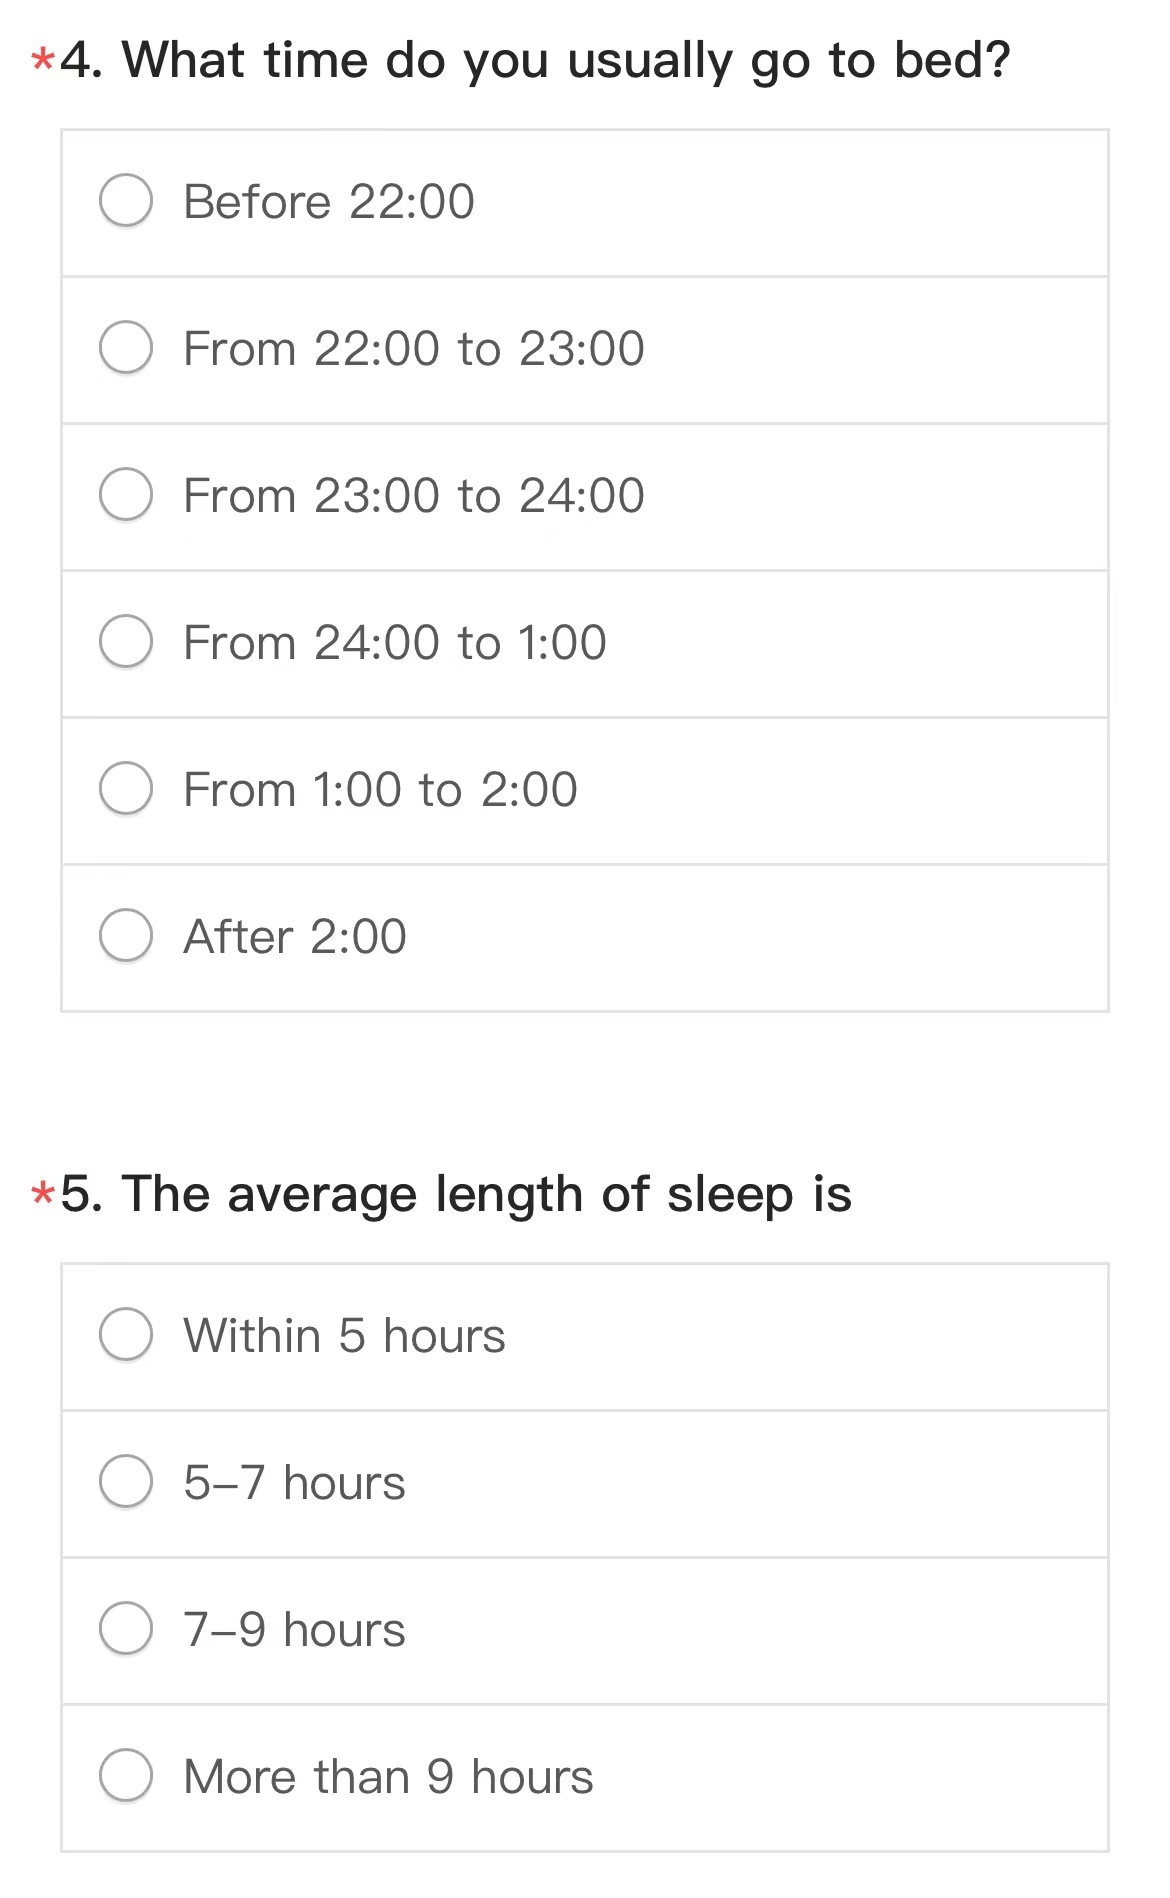 *4. What time do you usually go to bed?
Before 22:00
From 22:00 to 23:00
From 23:00 to 24:00
From 24:00 to 1:00
From 1:00 to 2:00
After 2:00
*5. The average length of sleep is
Within 5 hours
5–7 hours
7–9 hours
More than 9 hours